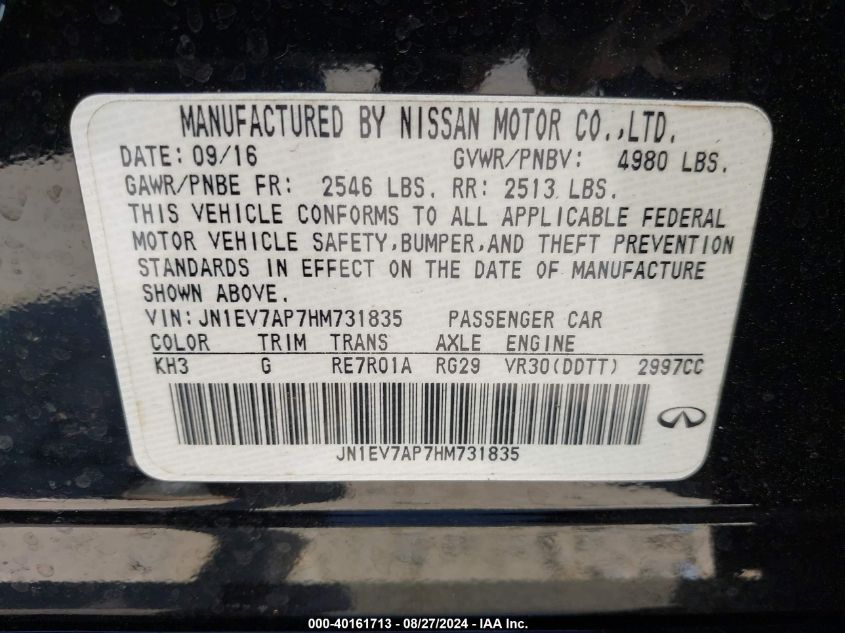 MANUFACTURED BY NISSAN MOTOR CO.,LTD.
DATE: 09/16 GVWR/PNBV: 4980 LBS.
GAWR/PNBE FR: 2546 LBS. RR: 2513 LBS.
THIS VEHICLE CONFORMS TO ALL APPLICABLE FEDERAL
MOTOR VEHICLE SAFETY,BUMPER,AND THEFT PREVENTION
STANDARDS IN EFFECT ON THE DATE OF MANUFACTURE
SHOWN ABOVE.
VIN:JN1EV7AP7HM731835 PASSENGER CAR
COLOR TRIM TRANS AXLE ENGINE
KH3 G RE7R01A RG29 VR30(DDTT) 2997CC
JN1EV7AP7HM731835
000-40161713 - 08/27/2024 - IAA Inc.